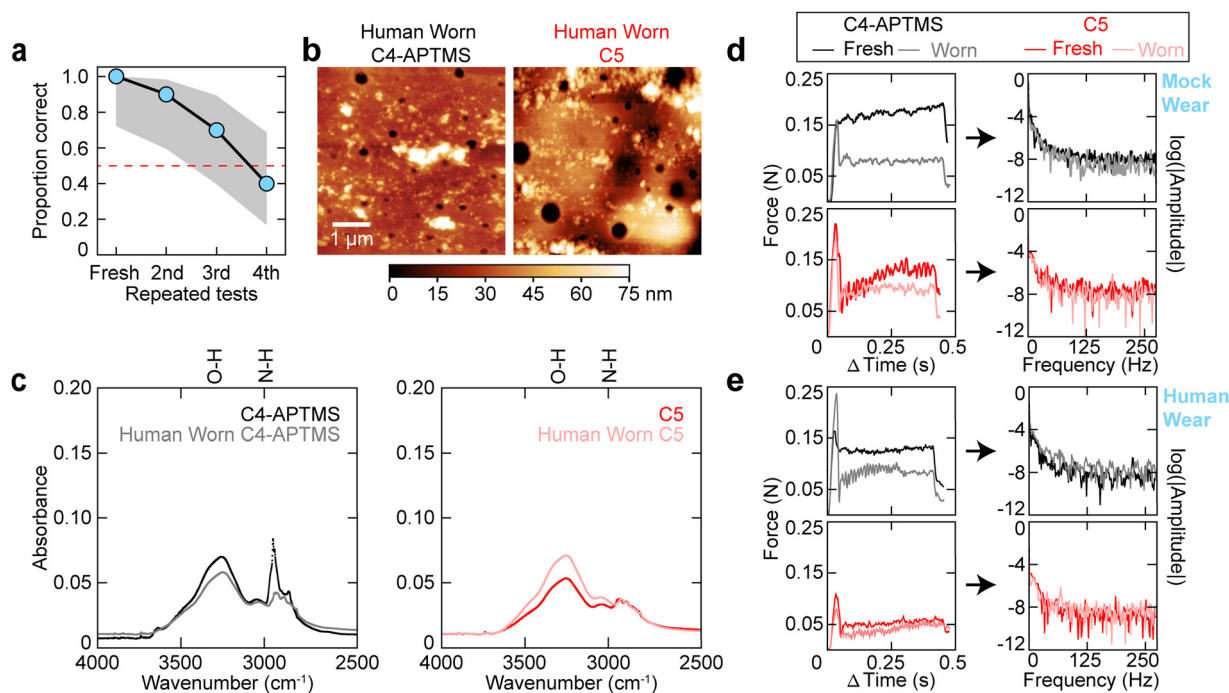 a
Proportion correct
1.0
0.8
0.6
0.4
0.2
Fresh 2nd 3rd 4th
Repeated tests
b
Human Worn
C4-APTMS
Human Worn
C5
1 µm
0 15 30 45 60 75 nm
c
O-H
N-H
Absorbance
0.20
0.15
0.10
0.05
0
C4-APTMS
Human Worn C4-APTMS
4000 3500 3000 2500
Wavenumber (cm⁻¹)
O-H
N-H
0.20
0.15
0.10
0.05
0
C5
Human Worn C5
4000 3500 3000 2500
Wavenumber (cm⁻¹)
d
C4-APTMS
Fresh Worn
C5
Fresh Worn
Mock
Wear
Force (N)
0.25
0.15
0.05
0.25
0.15
0.05
0 0.5
Δ Time (s)
log(|Amplitude|)
0
-4
-8
-12
0
-4
-8
-12
0 125 250
Frequency (Hz)
e
Human
Wear
Force (N)
0.25
0.15
0.05
0.25
0.15
0.05
0 0.5
Δ Time (s)
log(|Amplitude|)
0
-4
-8
-12
0
-4
-8
-12
0 125 250
Frequency (Hz)